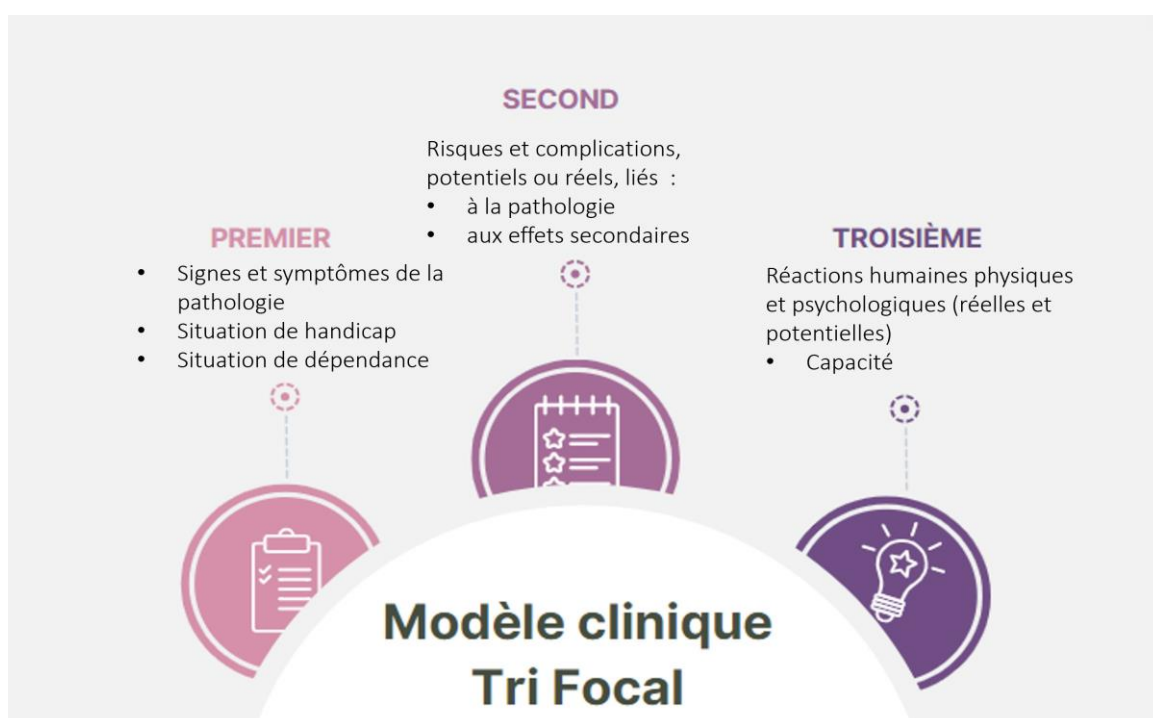 SECOND
Risques et complications,
potentiels ou réels, liés :
• à la pathologie
• aux effets secondaires
PREMIER
• Signes et symptômes de la
pathologie
• Situation de handicap
• Situation de dépendance
TROISIÈME
Réactions humaines physiques
et psychologiques (réelles et
potentielles)
• Capacité
Modèle clinique
Tri Focal